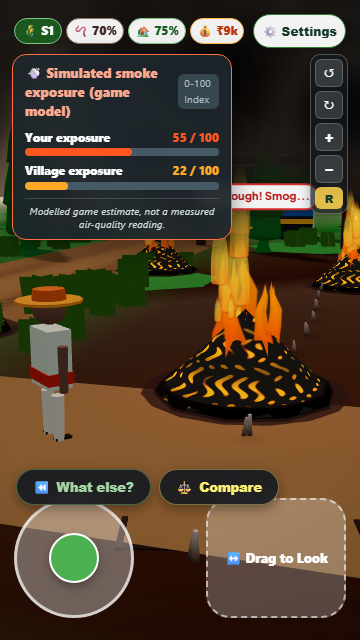 S1
70%
75%
₹9k
Settings
Simulated smoke
exposure (game
model)
0-100
Index
Your exposure
55 / 100
Village exposure
22 / 100
Modelled game estimate, not a measured
air-quality reading.
↺
↻
+
−
R
ough! Smog...
What else?
Compare
Drag to Look